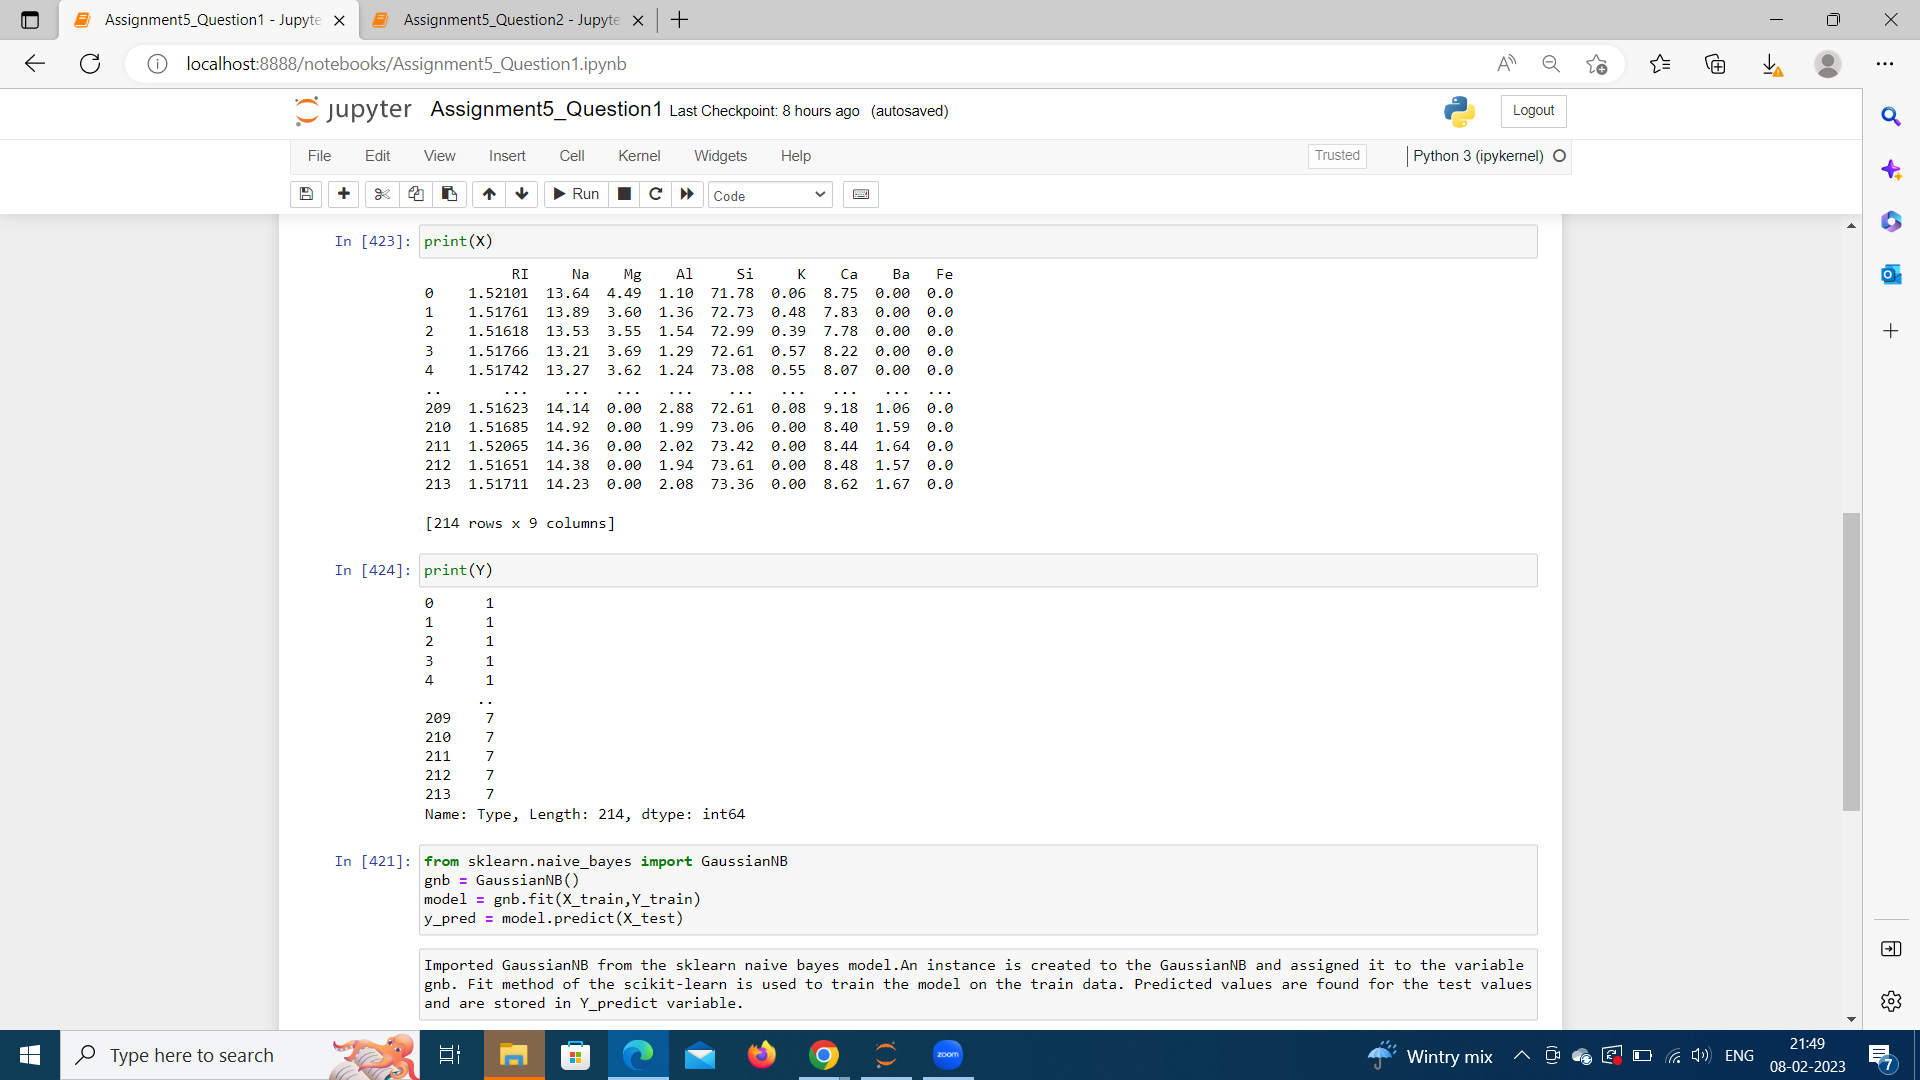 Assignment5_Question1 - Jupyte
Assignment5_Question2 - Jupyte
localhost:8888/notebooks/Assignment5_Question1.ipynb
jupyter Assignment5_Question1 Last Checkpoint: 8 hours ago (autosaved)
Logout
File Edit View Insert Cell Kernel Widgets Help
Trusted
Python 3 (ipykernel)
Run
Code
In [423]: print(X)
RI Na Mg Al Si K Ca Ba Fe
0 1.52101 13.64 4.49 1.10 71.78 0.06 8.75 0.00 0.0
1 1.51761 13.89 3.60 1.36 72.73 0.48 7.83 0.00 0.0
2 1.51618 13.53 3.55 1.54 72.99 0.39 7.78 0.00 0.0
3 1.51766 13.21 3.69 1.29 72.61 0.57 8.22 0.00 0.0
4 1.51742 13.27 3.62 1.24 73.08 0.55 8.07 0.00 0.0
.. ... ... ... ... ... ... ... ... ...
209 1.51623 14.14 0.00 2.88 72.61 0.08 9.18 1.06 0.0
210 1.51685 14.92 0.00 1.99 73.06 0.00 8.40 1.59 0.0
211 1.52065 14.36 0.00 2.02 73.42 0.00 8.44 1.64 0.0
212 1.51651 14.38 0.00 1.94 73.61 0.00 8.48 1.57 0.0
213 1.51711 14.23 0.00 2.08 73.36 0.00 8.62 1.67 0.0
[214 rows x 9 columns]
In [424]: print(Y)
0 1
1 1
2 1
3 1
4 1
..
209 7
210 7
211 7
212 7
213 7
Name: Type, Length: 214, dtype: int64
In [421]: from sklearn.naive_bayes import GaussianNB
gnb = GaussianNB()
model = gnb.fit(X_train,Y_train)
y_pred = model.predict(X_test)
Imported GaussianNB from the sklearn naive bayes model.An instance is created to the GaussianNB and assigned it to the variable
gnb. Fit method of the scikit-learn is used to train the model on the train data. Predicted values are found for the test values
and are stored in Y_predict variable.
Type here to search
zoom
Wintry mix
ENG
21:49
08-02-2023
7